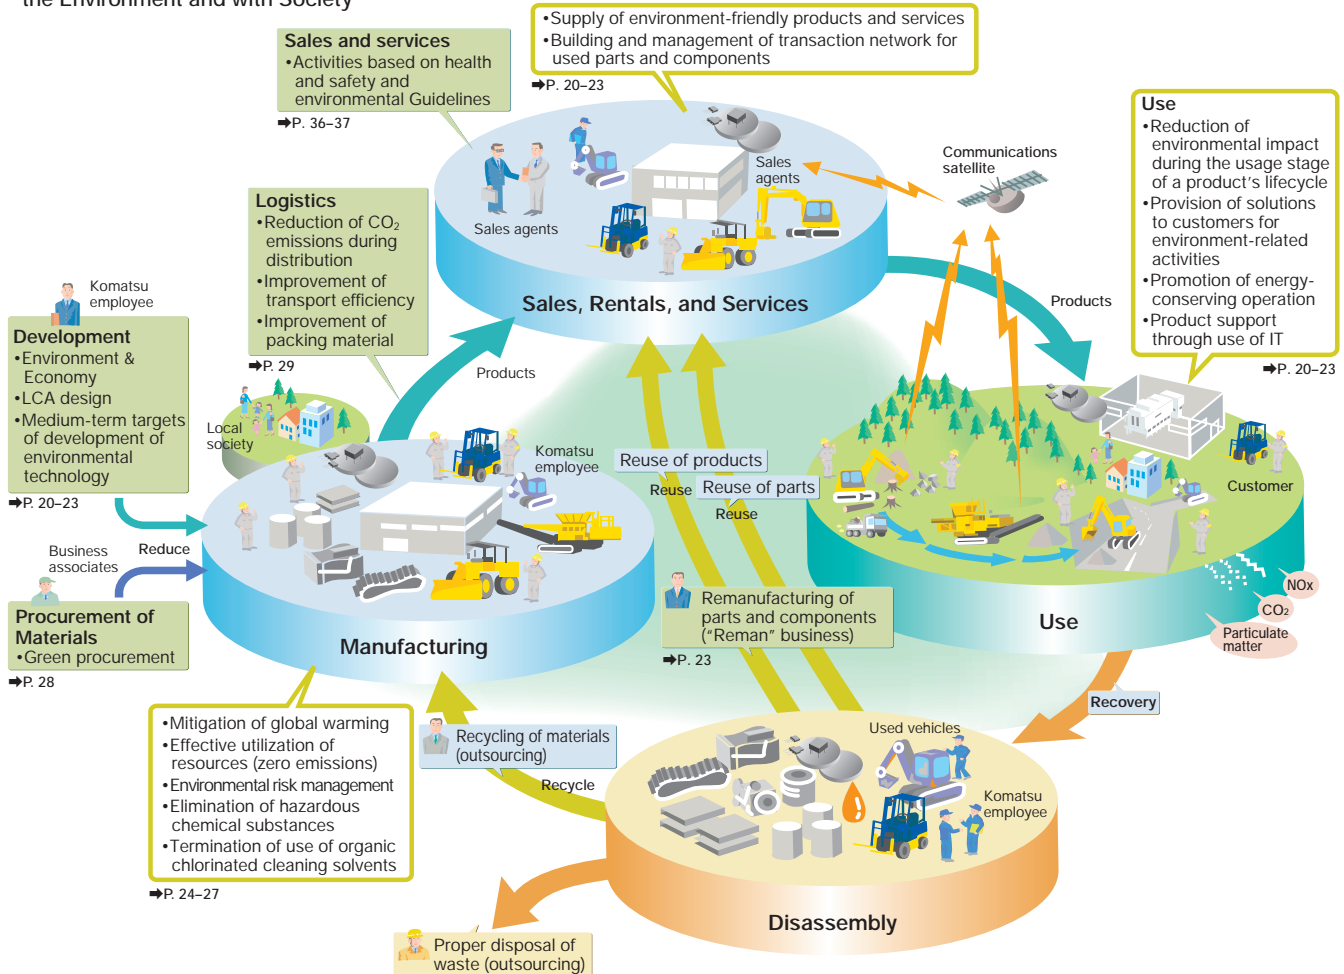 the Environment and with Society
Sales and services
•Activities based on health
and safety and
environmental Guidelines
➡P. 36–37
•Supply of environment-friendly products and services
•Building and management of transaction network for
used parts and components
➡P. 20–23
Use
•Reduction of
environmental impact
during the usage stage
of a product's lifecycle
•Provision of solutions
to customers for
environment-related
activities
•Promotion of energy-
conserving operation
•Product support
through use of IT
➡P. 20–23
Communications
satellite
Sales
agents
Sales agents
Sales, Rentals, and Services
Logistics
•Reduction of CO₂
emissions during
distribution
•Improvement of
transport efficiency
•Improvement of
packing material
➡P. 29
Products
Products
Komatsu
employee
Development
•Environment &
Economy
•LCA design
•Medium-term targets
of development of
environmental
technology
➡P. 20–23
Local
society
Komatsu
employee
Reuse of products
Reuse
Reuse of parts
Reuse
Customer
Business
associates
Reduce
Procurement of
Materials
•Green procurement
➡P. 28
Manufacturing
Remanufacturing of
parts and components
("Reman" business)
➡P. 23
Use
NOx
CO₂
Particulate
matter
Recovery
•Mitigation of global warming
•Effective utilization of
resources (zero emissions)
•Environmental risk management
•Elimination of hazardous
chemical substances
•Termination of use of organic
chlorinated cleaning solvents
➡P. 24–27
Recycling of materials
(outsourcing)
Recycle
Used vehicles
Komatsu
employee
Disassembly
Proper disposal of
waste (outsourcing)